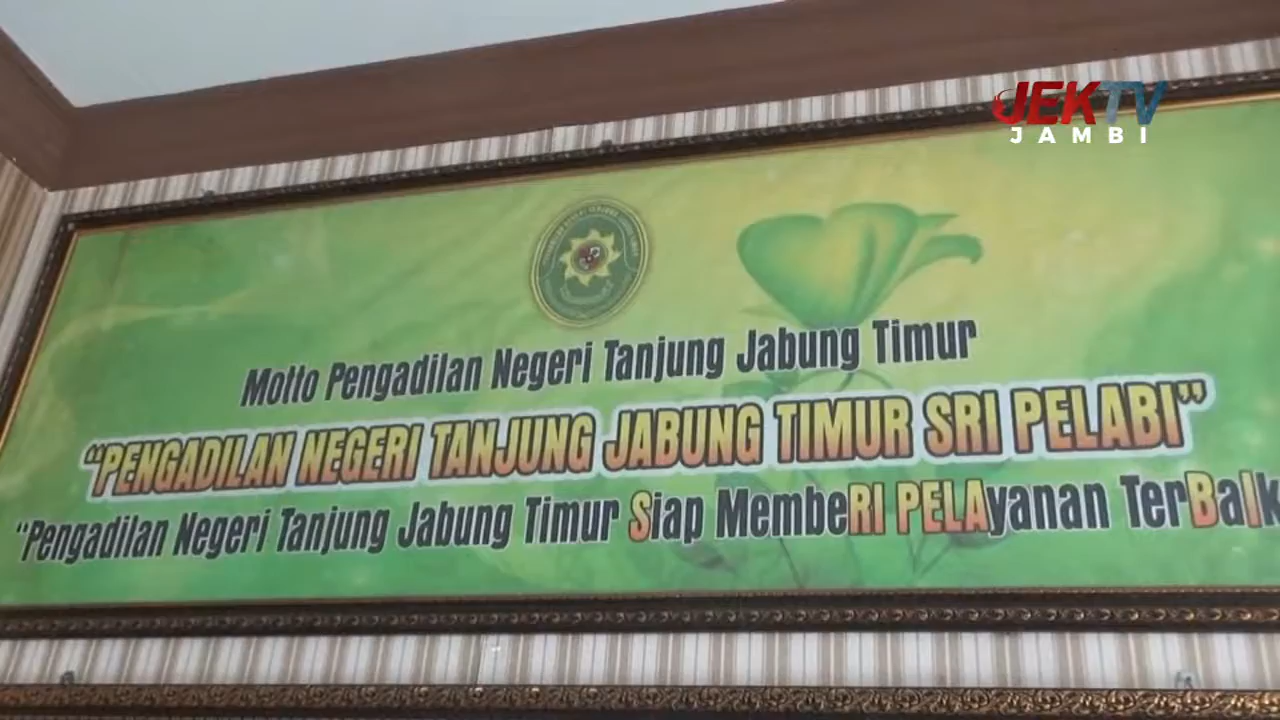 JEKTV
JAMBI
Motto Pengadilan Negeri Tanjung Jabung Timur
“PENGADILAN NEGERI TANJUNG JABUNG TIMUR SRI PELABI”
“Pengadilan Negeri Tanjung Jabung Timur Siap MembeRI PELAyanan TerBaIk